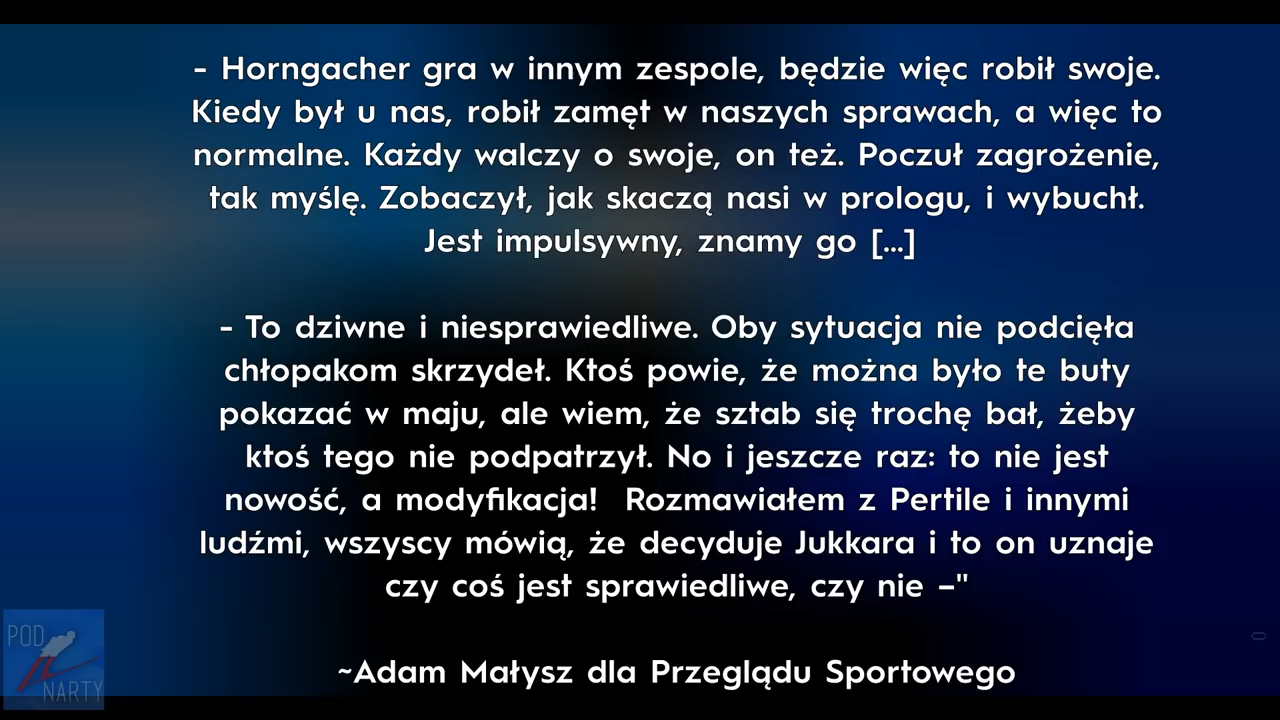 - Horngacher gra w innym zespole, będzie więc robił swoje.
Kiedy był u nas, robił zamęt w naszych sprawach, a więc to
normalne. Każdy walczy o swoje, on też. Poczuł zagrożenie,
tak myślę. Zobaczył, jak skaczą nasi w prologu, i wybuchł.
Jest impulsywny, znamy go [...]
- To dziwne i niesprawiedliwe. Oby sytuacja nie podcięła
chłopakom skrzydeł. Ktoś powie, że można było te buty
pokazać w maju, ale wiem, że sztab się trochę bał, żeby
ktoś tego nie podpatrzył. No i jeszcze raz: to nie jest
nowość, a modyfikacja!  Rozmawiałem z Pertile i innymi
ludźmi, wszyscy mówią, że decyduje Jukkara i to on uznaje
czy coś jest sprawiedliwe, czy nie –"
~Adam Małysz dla Przeglądu Sportowego
POD
NARTY